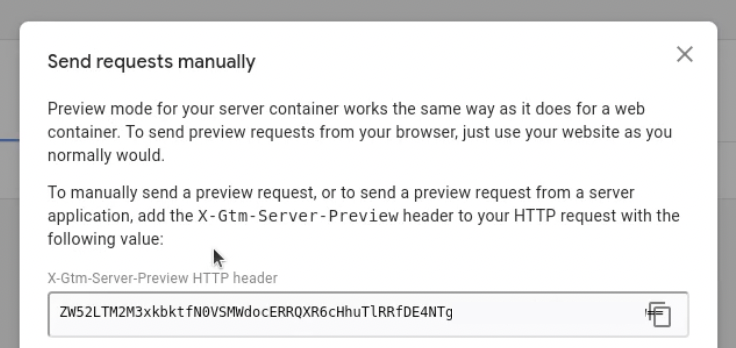 Send requests manually
Preview mode for your server container works the same way as it does for a web
container. To send preview requests from your browser, just use your website as you
normally would.
To manually send a preview request, or to send a preview request from a server
application, add the X-Gtm-Server-Preview header to your HTTP request with the
following value:
X-Gtm-Server-Preview HTTP header
ZW52LTM2M3xkbktfN0VSMWdocERRQXR6cHhuTlRRfDE4NTg